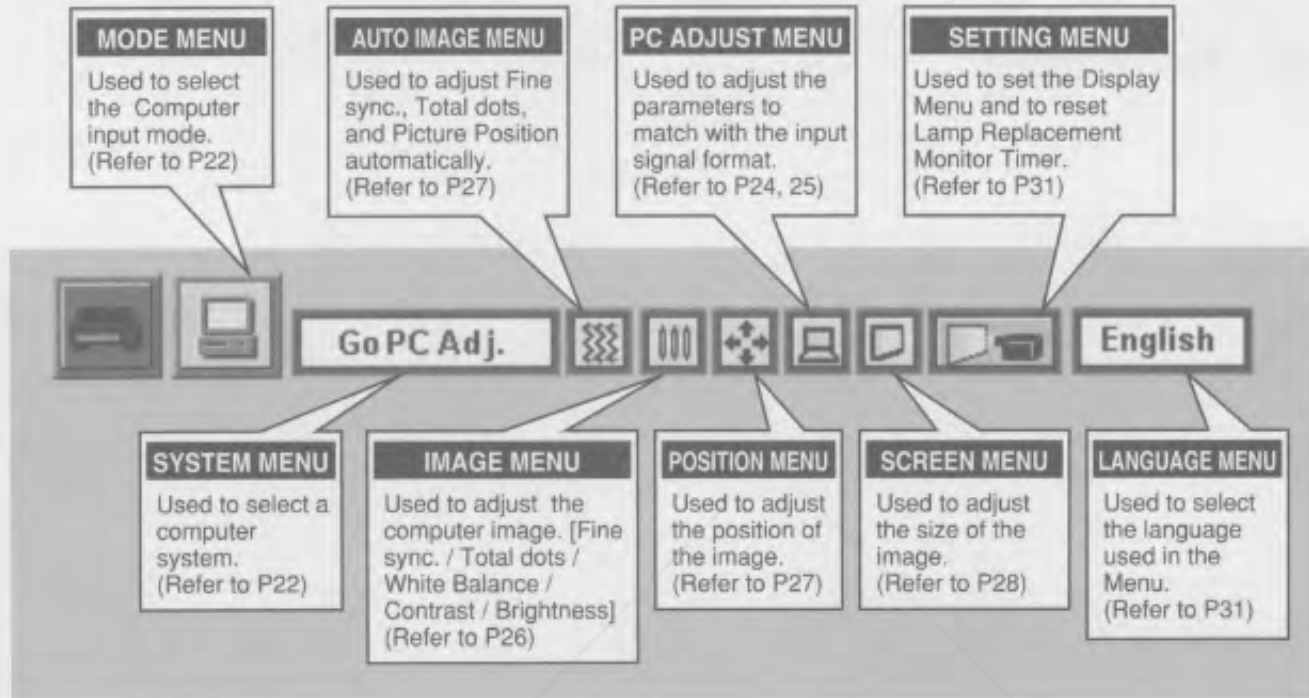 MODE MENU
Used to select
the Computer
input mode.
(Refer to P22)
AUTO IMAGE MENU
Used to adjust Fine
sync., Total dots,
and Picture Position
automatically.
(Refer to P27)
PC ADJUST MENU
Used to adjust the
parameters to
match with the input
signal format.
(Refer to P24, 25)
SETTING MENU
Used to set the Display
Menu and to reset
Lamp Replacement
Monitor Timer.
(Refer to P31)
Go PC Adj.
English
SYSTEM MENU
Used to select a
computer
system.
(Refer to P22)
IMAGE MENU
Used to adjust the
computer image. [Fine
sync. / Total dots /
White Balance /
Contrast / Brightness]
(Refer to P26)
POSITION MENU
Used to adjust
the position of
the image.
(Refer to P27)
SCREEN MENU
Used to adjust
the size of the
image.
(Refer to P28)
LANGUAGE MENU
Used to select
the language
used in the
Menu.
(Refer to P31)